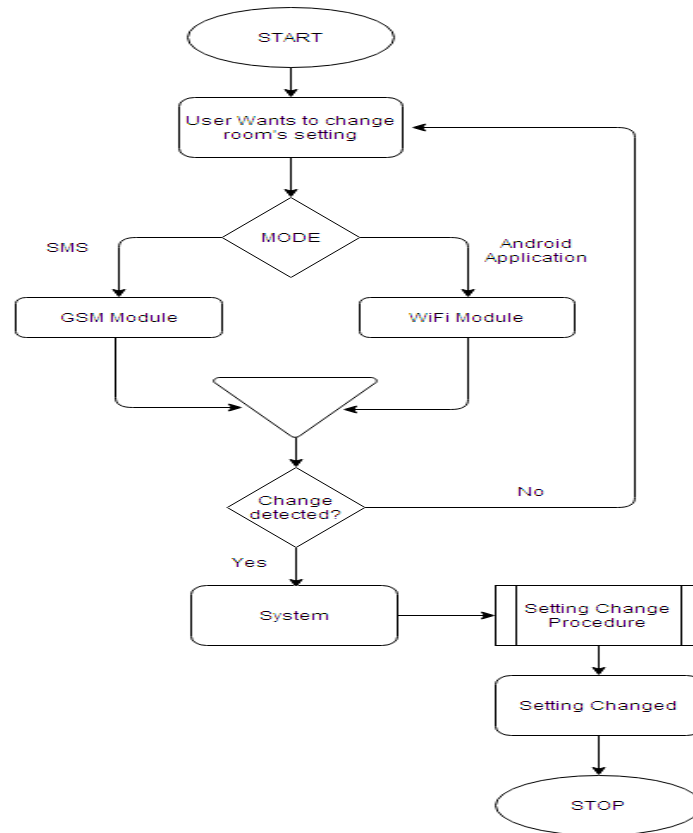 START
User Wants to change
room's setting
MODE
SMS
Android
Application
GSM Module
WiFi Module
Change
detected?
No
Yes
System
Setting Change
Procedure
Setting Changed
STOP